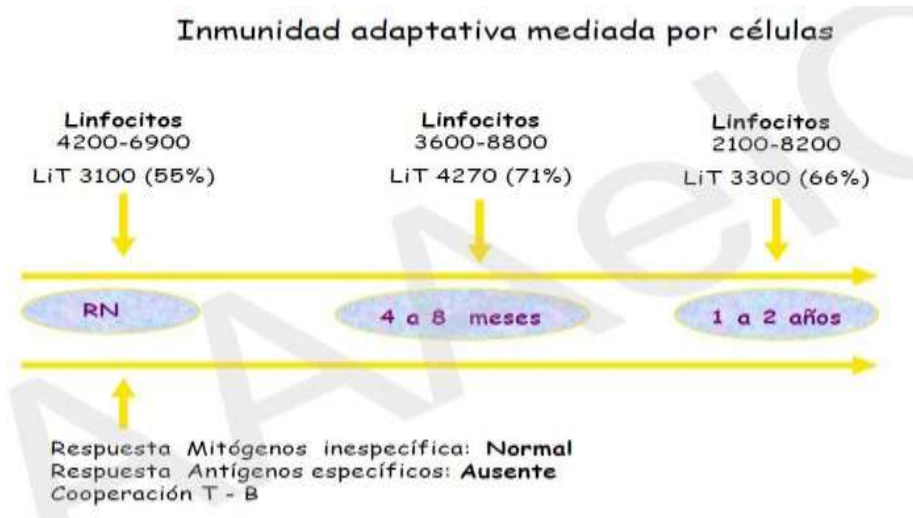 Inmunidad adaptativa mediada por células
Linfocitos
4200-6900
LiT 3100 (55%)
Linfocitos
3600-8800
LiT 4270 (71%)
Linfocitos
2100-8200
LiT 3300 (66%)
RN
4 a 8 meses
1 a 2 años
Respuesta Mitógenos inespecífica: Normal
Respuesta Antígenos específicos: Ausente
Cooperación T - B